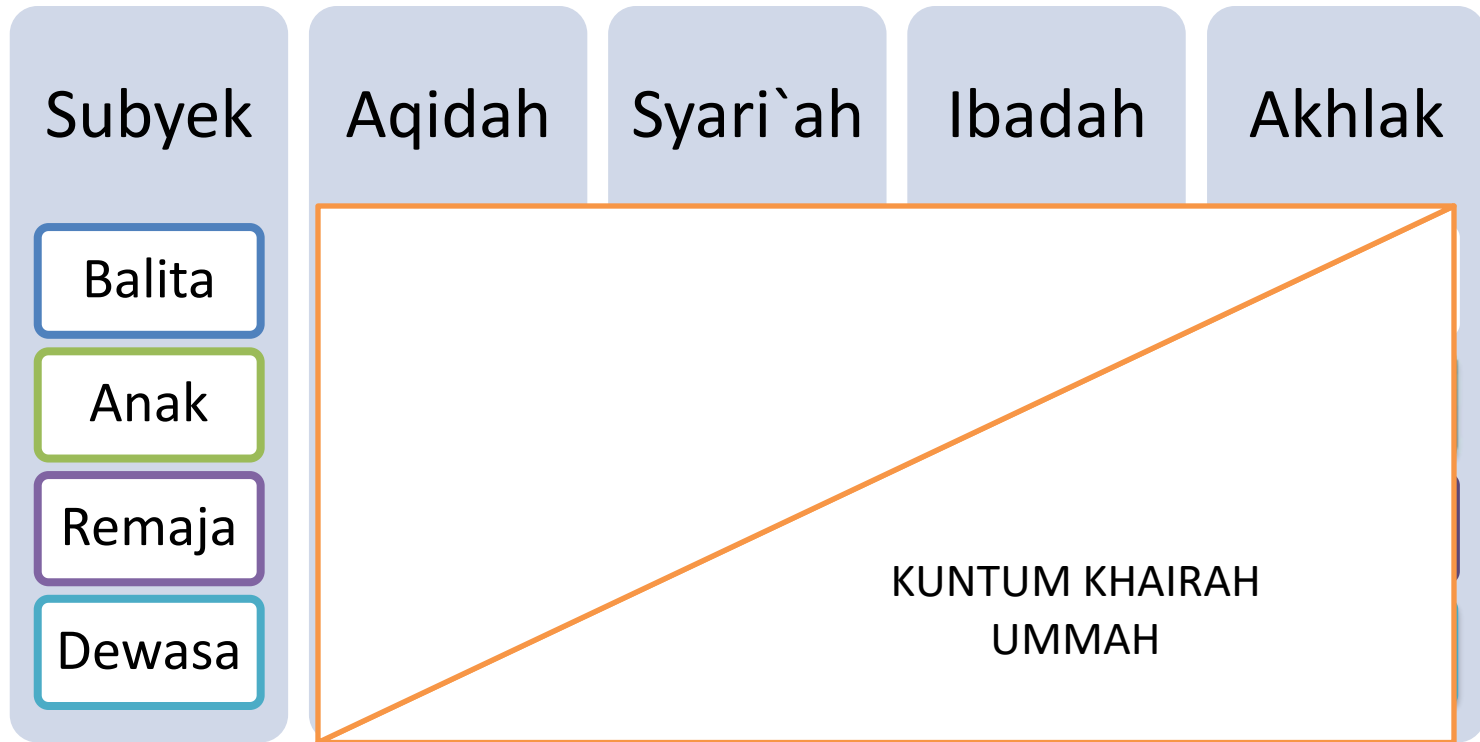 Subyek Aqidah Syari`ah Ibadah Akhlak
Balita
Anak
Remaja
Dewasa
KUNTUM KHAIRAH
UMMAH